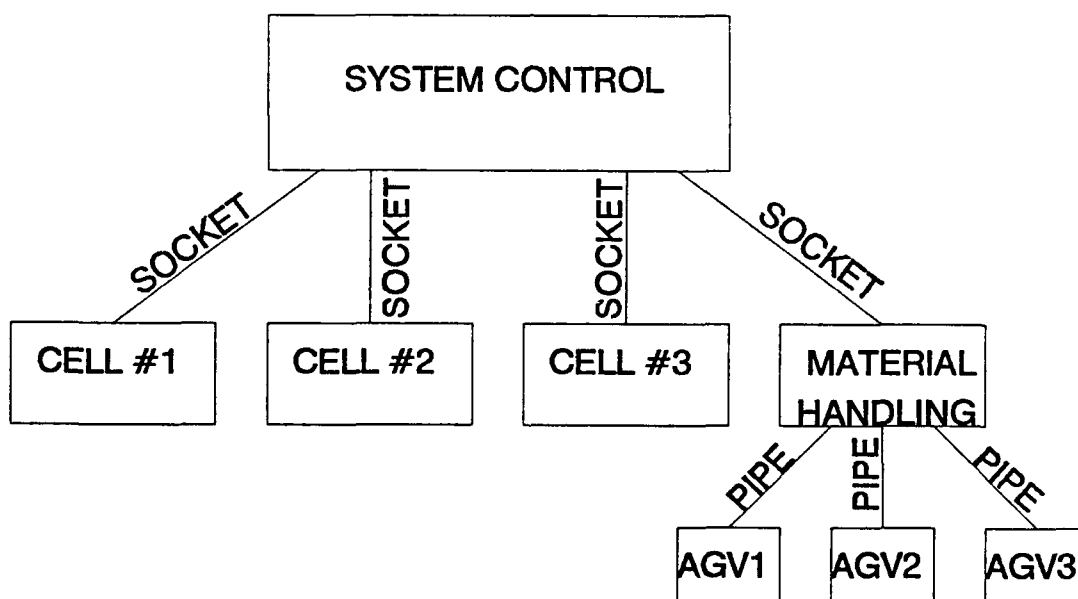 SYSTEM CONTROL
SOCKET
SOCKET
SOCKET
SOCKET
CELL #1
CELL #2
CELL #3
MATERIAL
HANDLING
PIPE
PIPE
PIPE
AGV1
AGV2
AGV3